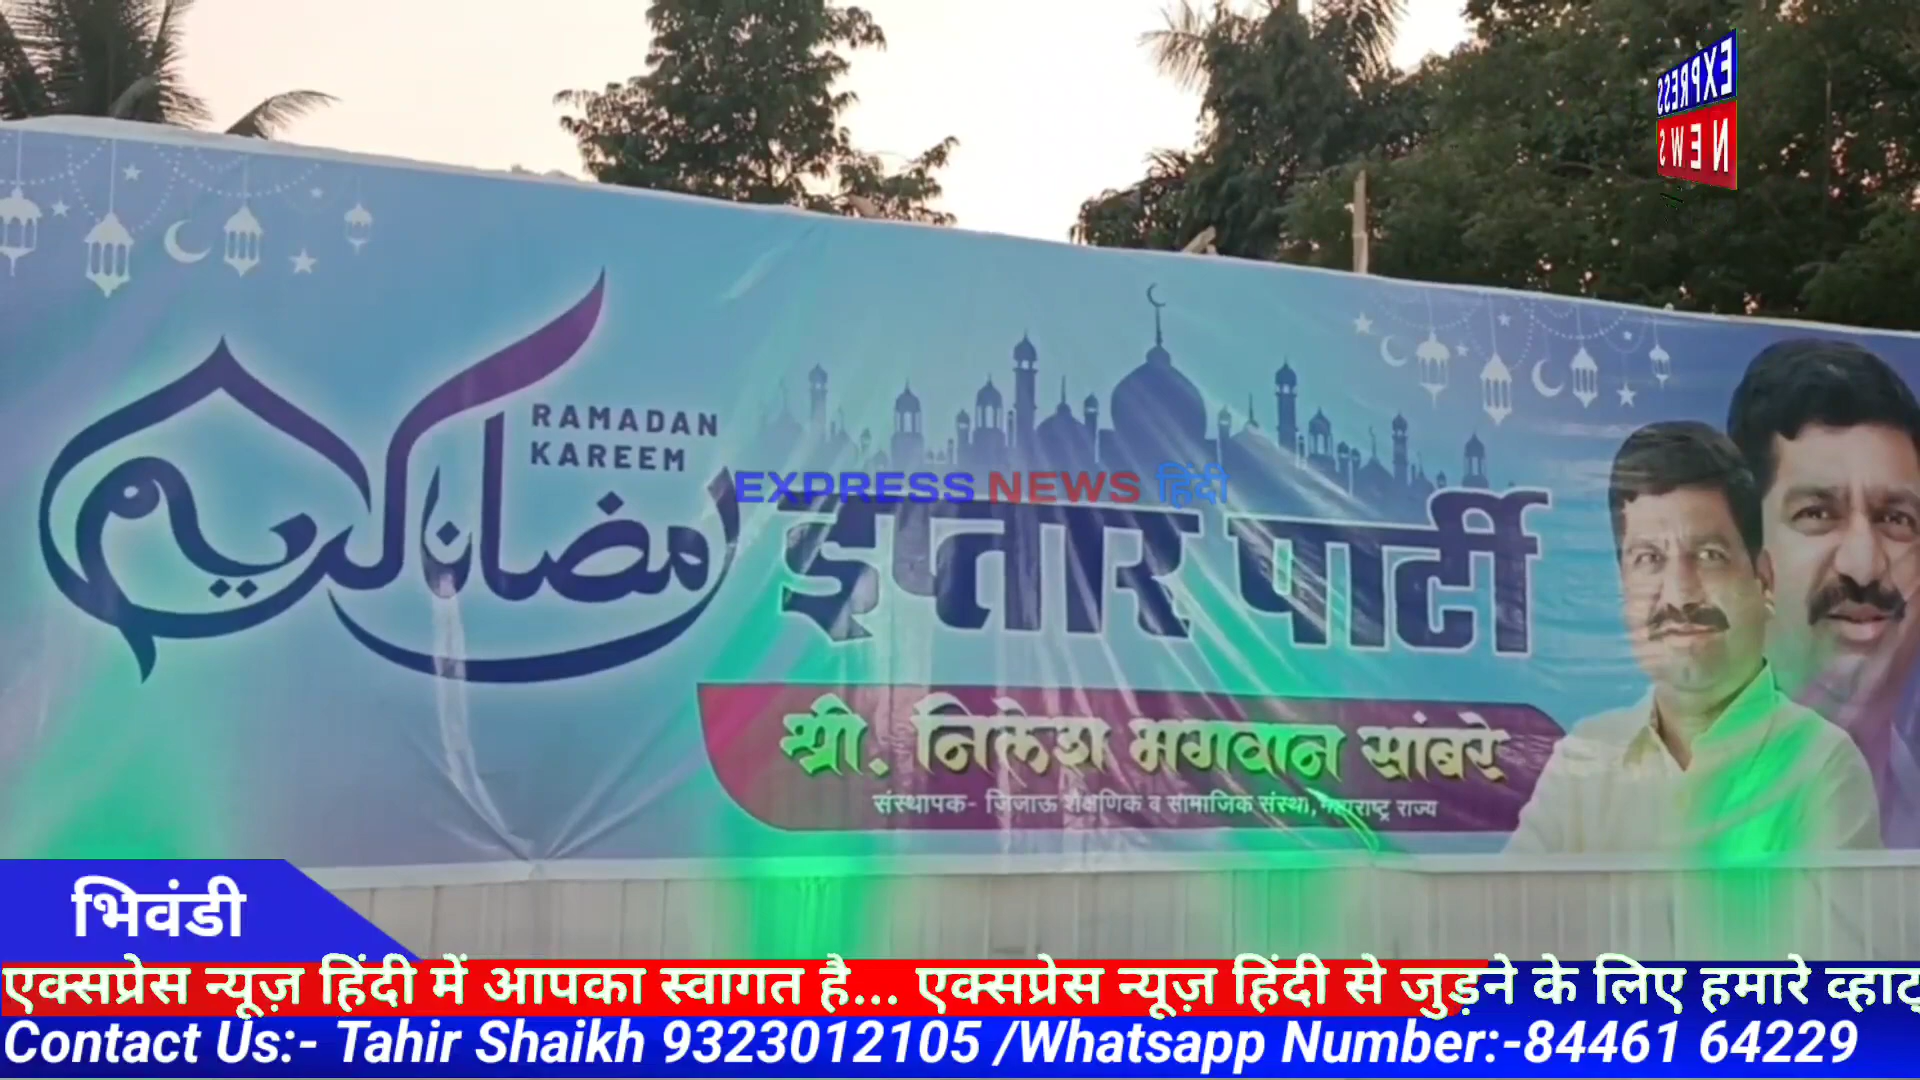 EXPRESS
NEWS
RAMADAN
KAREEM
رمضان كريم
EXPRESS NEWS हिंदी
इफ्तार पार्टी
श्री. निलेश भगवान सांबरे
संस्थापक- जिजाऊ शैक्षणिक व सामाजिक संस्था, महाराष्ट्र राज्य
भिवंडी
एक्सप्रेस न्यूज़ हिंदी में आपका स्वागत है... एक्सप्रेस न्यूज़ हिंदी से जुड़ने के लिए हमारे व्हाट्
Contact Us:- Tahir Shaikh 9323012105 /Whatsapp Number:-84461 64229